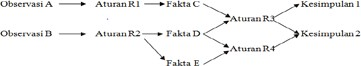 Observasi A Aturan R1 Fakta C Kesimpulan 1
Aturan R3
Observasi B Aturan R2 Fakta D Kesimpulan 2
Aturan R4
Fakta E